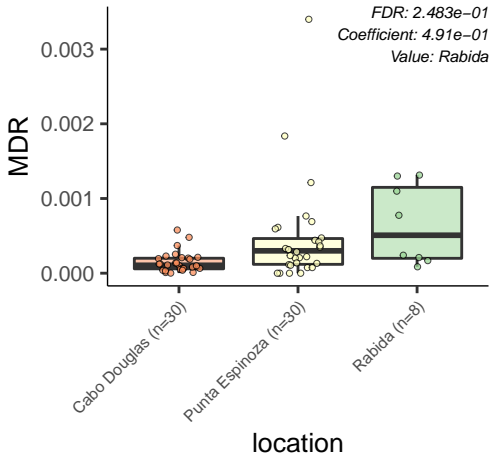 FDR: 2.483e−01
Coefficient: 4.91e−01
Value: Rabida
0.003
0.002
0.001
0.000
MDR
Cabo Douglas (n=30)
Punta Espinoza (n=30)
Rabida (n=8)
location